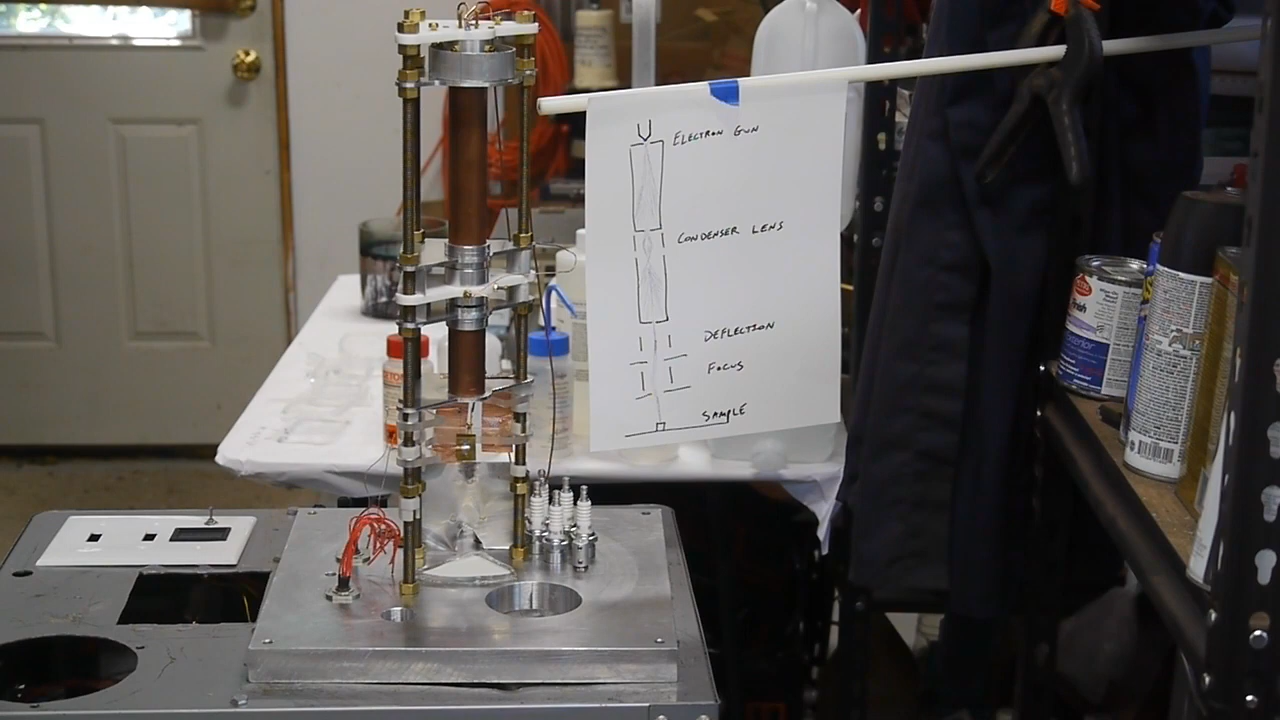 ELECTRON GUN
CONDENSER LENS
DEFLECTION
FOCUS
SAMPLE